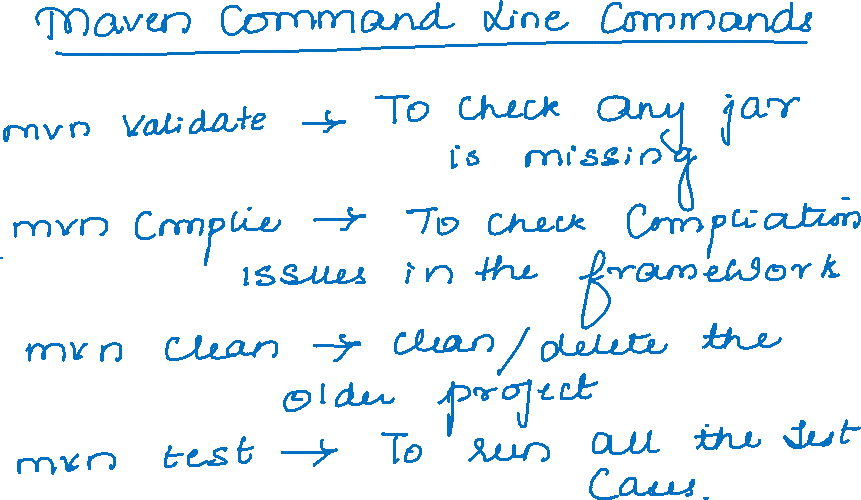 Maven Command Line Commands
mvn validate → To check any jar
is missing
mvn Complie → To check Compliation
issues in the framework
mvn clean → clean/delete the
older project
mvn test → To run all the Test
Cases.